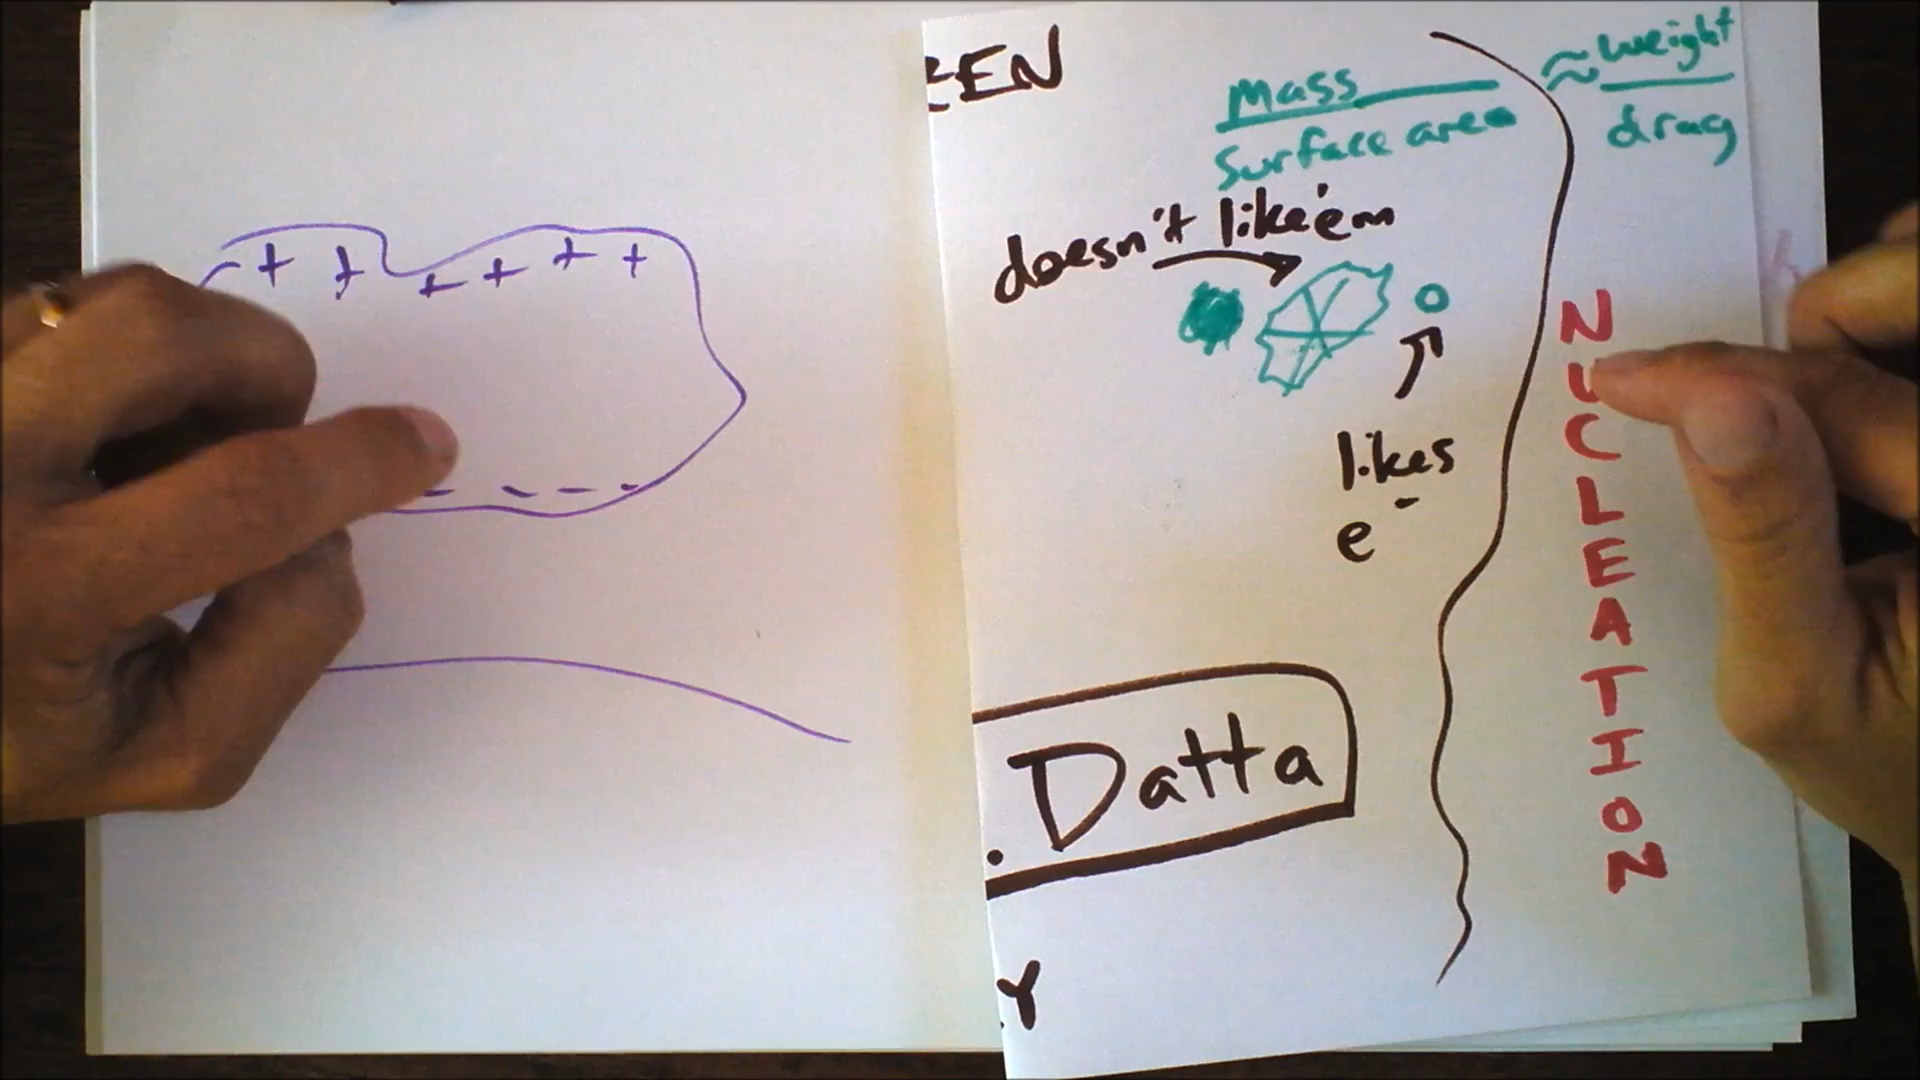 + + + + + +
- - - -
EEN
Mass
Surface area
≈ weight
drag
doesn't like 'em
likes
e-
NUCLEATION
. Datta
.Y